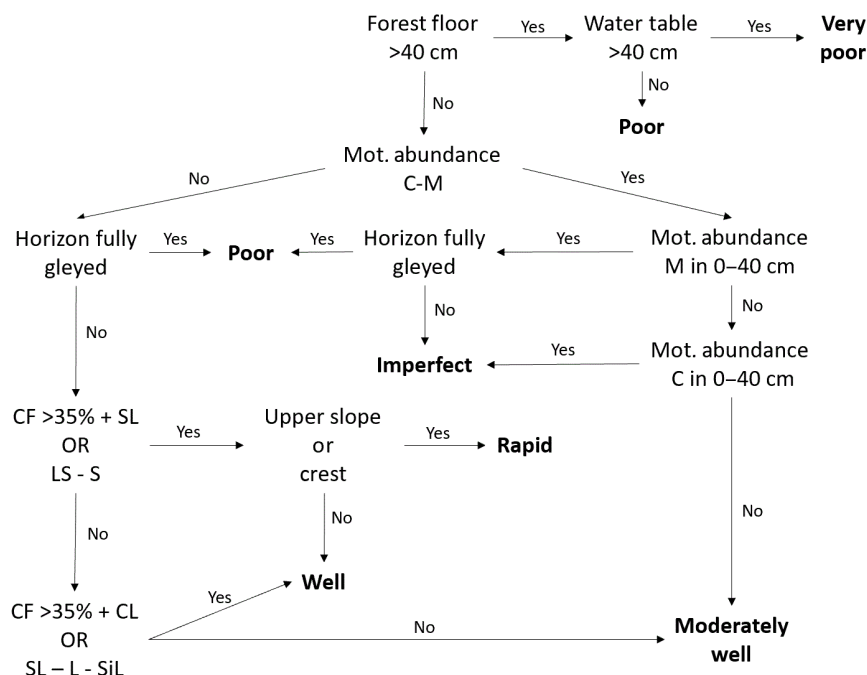 Forest floor
>40 cm
Yes
Water table
>40 cm
Yes
Very
poor
No
No
Poor
Mot. abundance
C-M
No
Yes
Horizon fully
gleyed
Yes
Poor
Yes
Horizon fully
gleyed
Yes
Mot. abundance
M in 0–40 cm
No
No
No
Imperfect
Yes
Mot. abundance
C in 0–40 cm
CF >35% + SL
OR
LS - S
Yes
Upper slope
or
crest
Yes
Rapid
No
No
No
CF >35% + CL
OR
SL – L - SiL
Yes
Well
No
Moderately
well